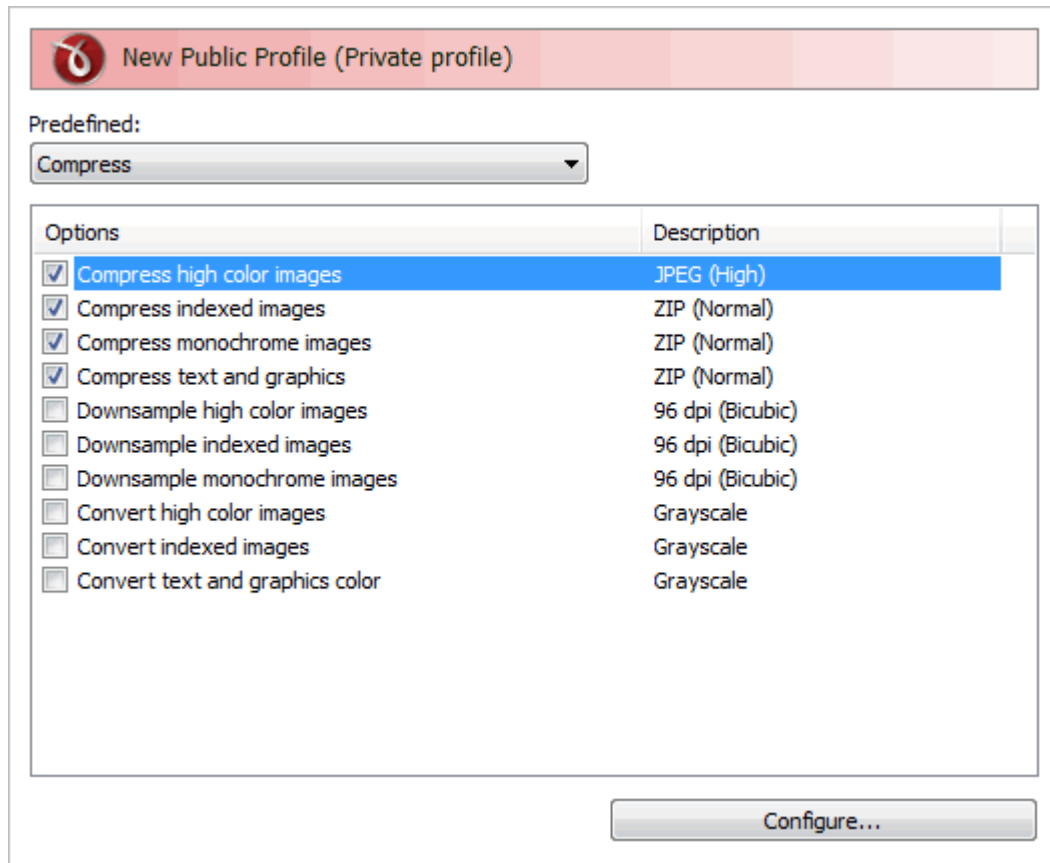 New Public Profile (Private profile)
Predefined:
Compress
Options Description
Compress high color images JPEG (High)
Compress indexed images ZIP (Normal)
Compress monochrome images ZIP (Normal)
Compress text and graphics ZIP (Normal)
Downsample high color images 96 dpi (Bicubic)
Downsample indexed images 96 dpi (Bicubic)
Downsample monochrome images 96 dpi (Bicubic)
Convert high color images Grayscale
Convert indexed images Grayscale
Convert text and graphics color Grayscale
Configure...